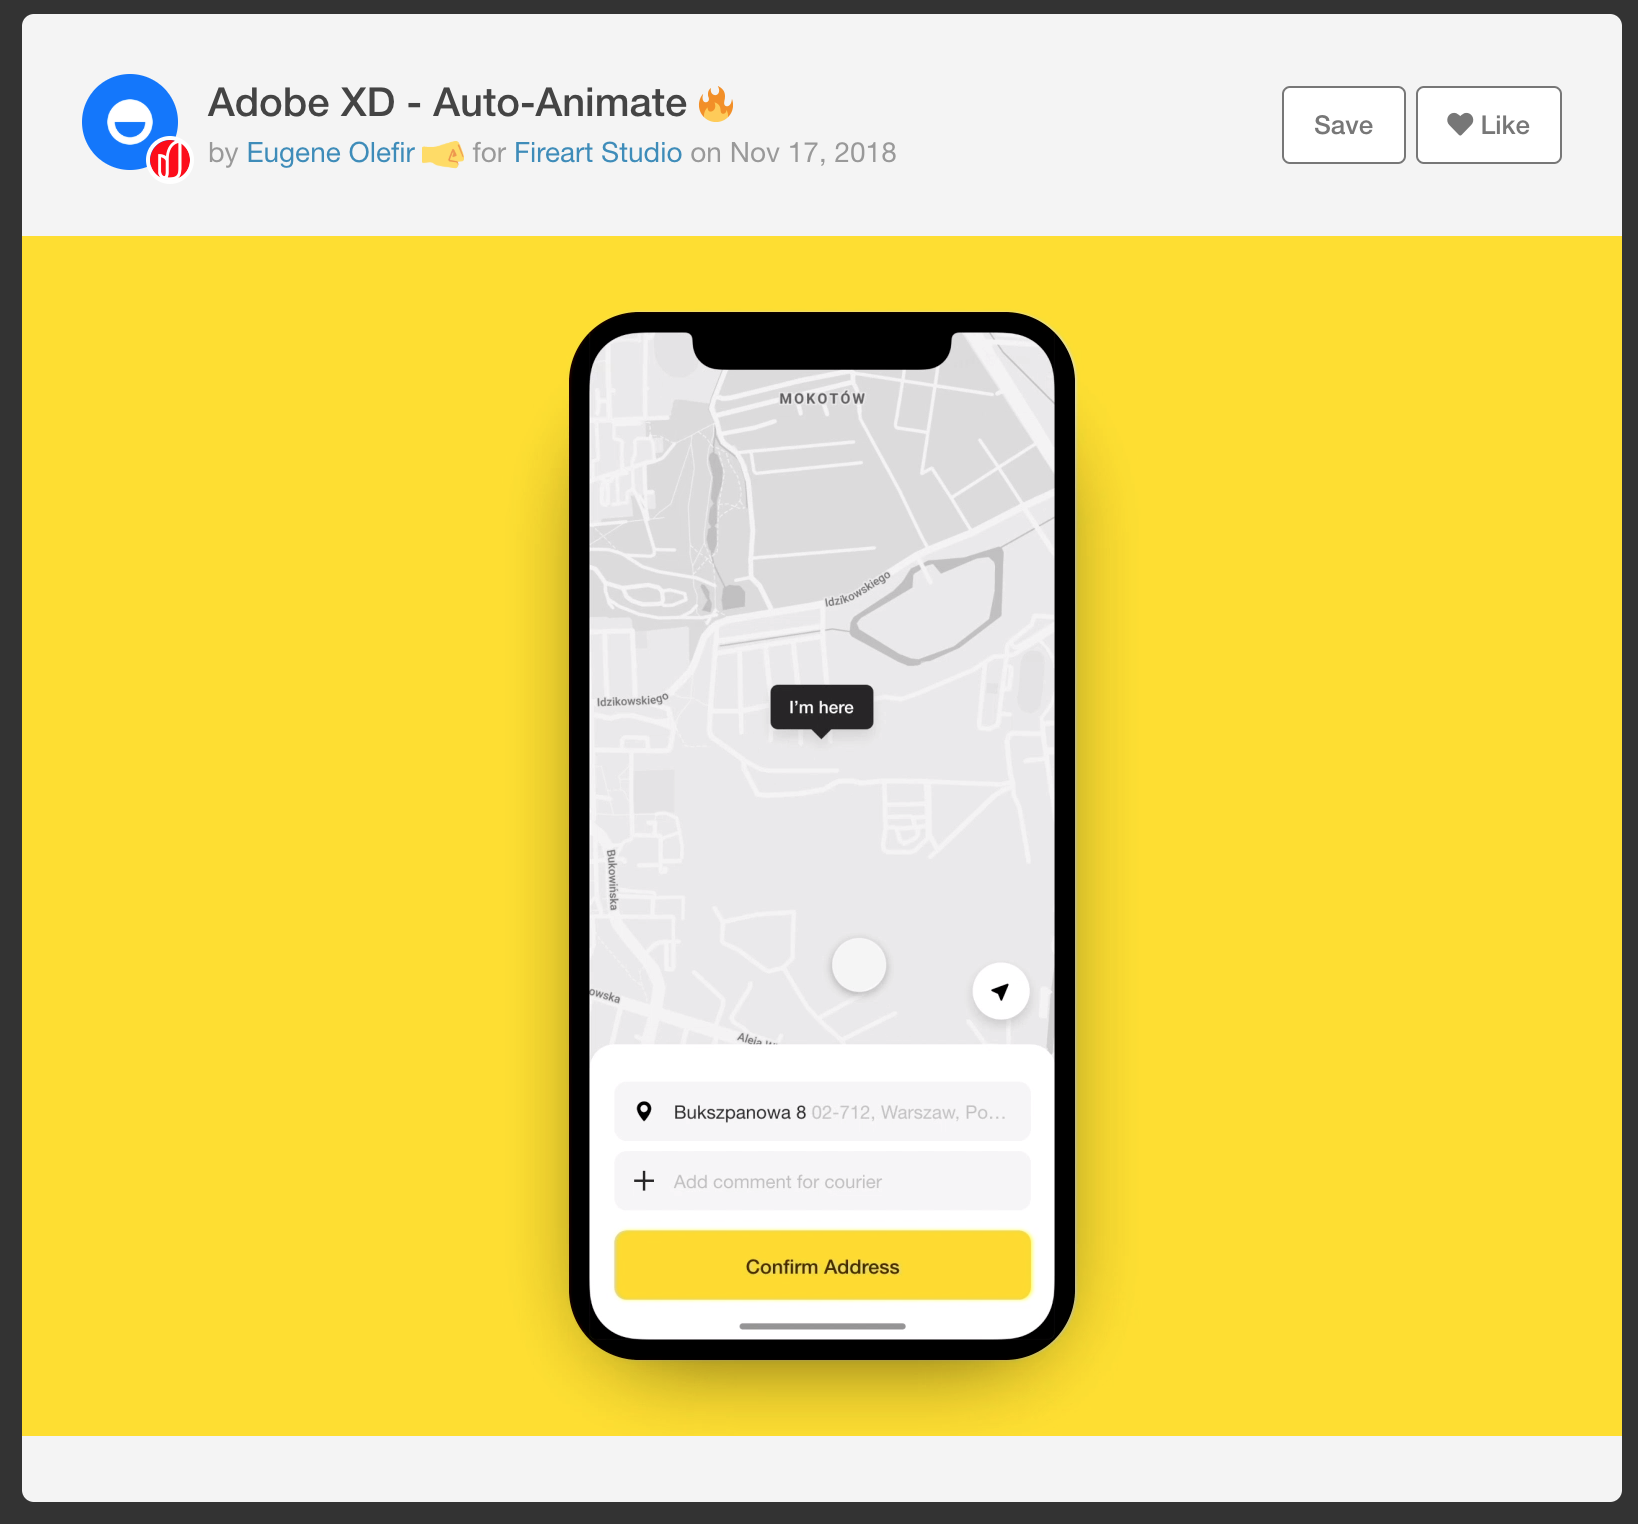 Adobe XD - Auto-Animate 🔥
by Eugene Olefir 🤜 for Fireart Studio on Nov 17, 2018
Save
Like
MOKOTÓW
Idzikowskiego
Idzikowskiego
I'm here
Bukowińska
owska
Aleja W
Bukszpanowa 8 02-712, Warszaw, Po...
Add comment for courier
Confirm Address